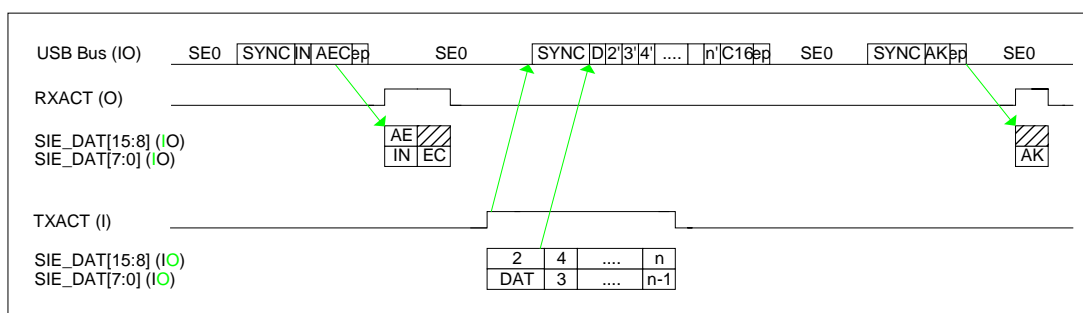 USB Bus (IO) SE0 SYNC IN AEC ep SE0 SYNC D 2' 3' 4' .... n' C16 ep SE0 SYNC AK ep SE0
RXACT (O)
SIE_DAT[15:8] (IO) AE
SIE_DAT[7:0] (IO) IN EC AK
TXACT (I)
SIE_DAT[15:8] (IO) 2 4 .... n
SIE_DAT[7:0] (IO) DAT 3 .... n-1